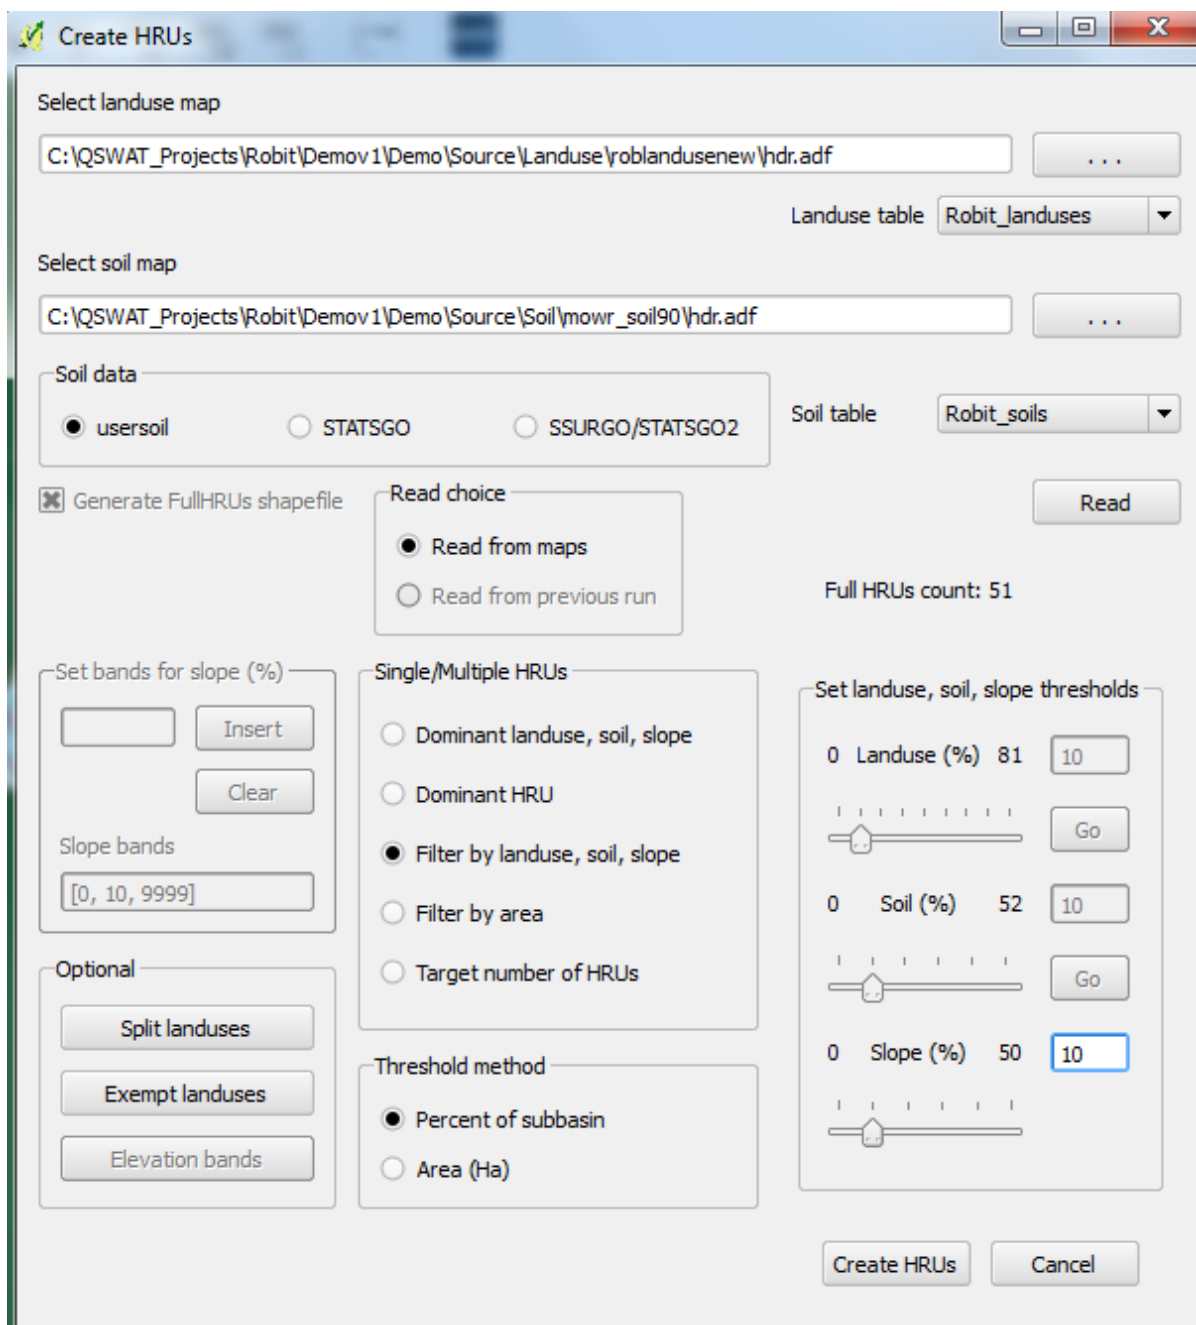 Create HRUs
Select landuse map
C:\QSWAT_Projects\Robit\Demov1\Demo\Source\Landuse\roblandusenew\hdr.adf
...
Landuse table Robit_landuses
Select soil map
C:\QSWAT_Projects\Robit\Demov1\Demo\Source\Soil\mowr_soil90\hdr.adf
...
Soil data
usersoil STATSGO SSURGO/STATSGO2
Soil table Robit_soils
Generate FullHRUs shapefile
Read choice
Read from maps
Read from previous run
Read
Full HRUs count: 51
Set bands for slope (%)
Insert
Clear
Slope bands
[0, 10, 9999]
Optional
Split landuses
Exempt landuses
Elevation bands
Single/Multiple HRUs
Dominant landuse, soil, slope
Dominant HRU
Filter by landuse, soil, slope
Filter by area
Target number of HRUs
Threshold method
Percent of subbasin
Area (Ha)
Set landuse, soil, slope thresholds
0 Landuse (%) 81 10
Go
0 Soil (%) 52 10
Go
0 Slope (%) 50 10
Create HRUs Cancel